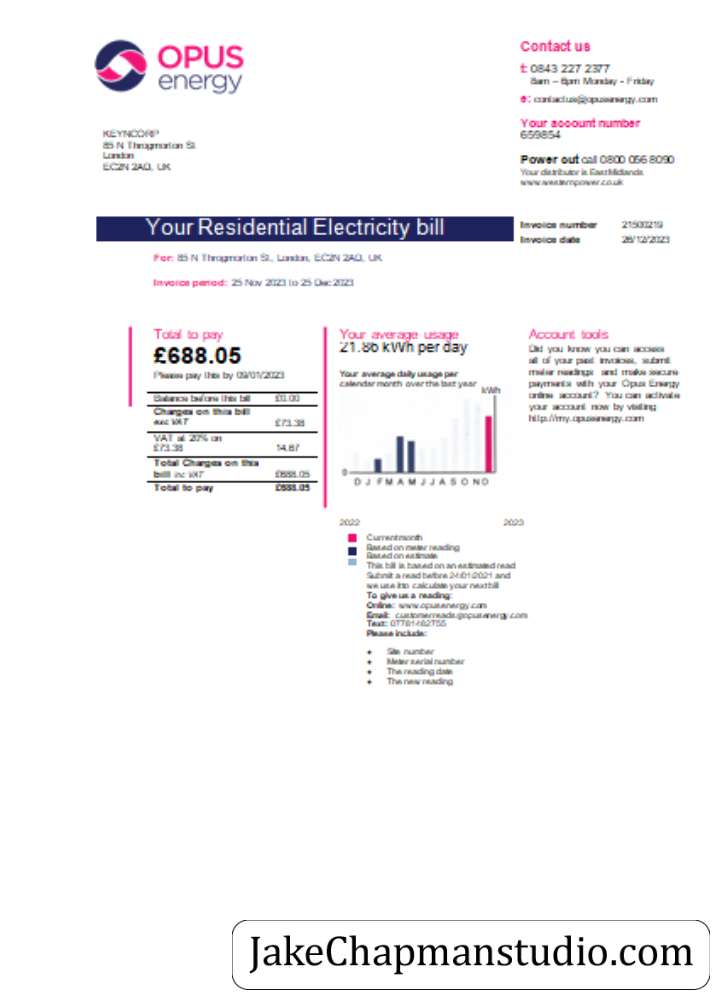 OPUS
energy
Contact us
t: 0843 227 2377
8am – 6pm Monday - Friday
e: contactus@opusenergy.com
Your account number
659854
Power out call 0800 056 8090
Your distributor is East Midlands
www.westernpower.co.uk
KEYNCORP
85 N Throgmorton St
London
EC2N 2AD, UK
Your Residential Electricity bill
Invoice number 21500219
Invoice date 26/12/2023
For: 85 N Throgmorton St., London, EC2N 2AD, UK
Invoice period: 25 Nov 2023 to 25 Dec 2023
Total to pay
£688.05
Please pay this by 09/01/2023
Balance before this bill £0.00
Charges on this bill
exc VAT £73.38
VAT at 20% on
£73.38 14.67
Total Charges on this
bill inc VAT £688.05
Total to pay £688.05
Your average usage
21.86 kWh per day
Your average daily usage per
calendar month over the last year
kWh
0
D J F M A M J J A S O N D
2022 2023
Current month
Based on meter reading
Based on estimate
This bill is based on an estimated read
Submit a read before 24/01/2021 and
we use it to calculate your next bill
To give us a reading:
Online: www.opusenergy.com
Email: customerreads@opusenergy.com
Text: 07781482755
Please include:
Site number
Meter serial number
The reading date
The new reading
Account tools
Did you know you can access
all of your past invoices, submit
meter readings and make secure
payments with your Opus Energy
online account? You can activate
your account now by visiting
http://my.opusenergy.com
JakeChapmanstudio.com